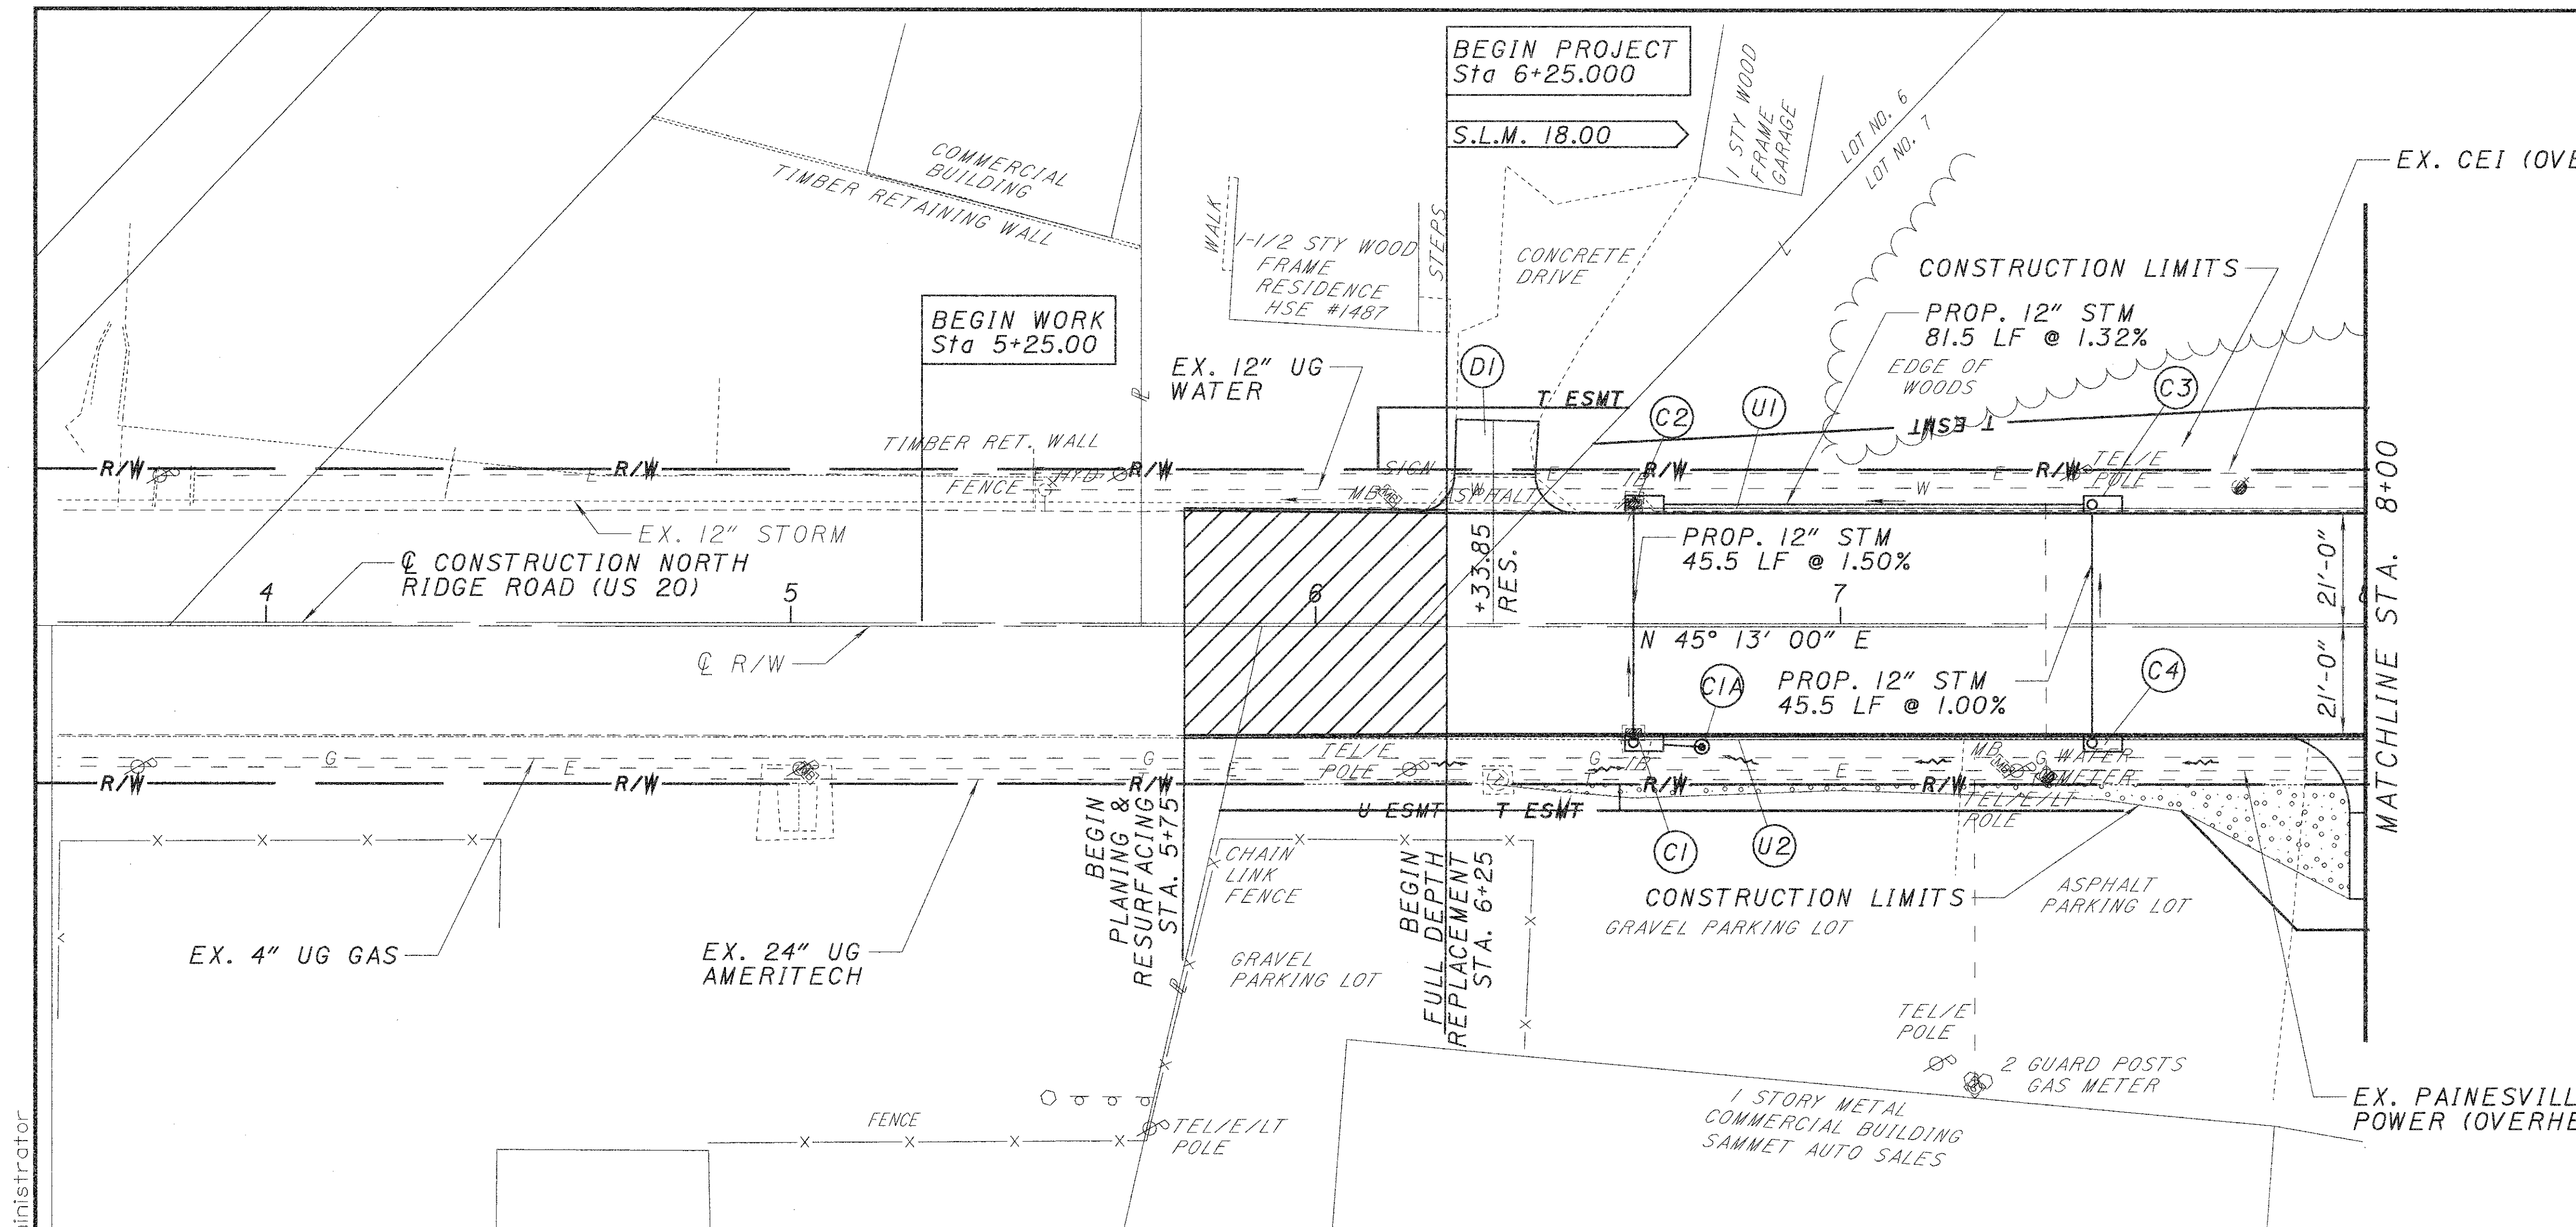 BEGIN PROJECT
Sta 6+25.000
S.L.M. 18.00
1 STY WOOD
FRAME
GARAGE
LOT NO. 6
LOT NO. 7
EX. CEI (OVE
COMMERCIAL
BUILDING
TIMBER RETAINING WALL
WALK
1-1/2 STY WOOD
FRAME
RESIDENCE
HSE #1487
STEPS
CONCRETE
DRIVE
CONSTRUCTION LIMITS
PROP. 12" STM
81.5 LF @ 1.32%
EDGE OF
WOODS
BEGIN WORK
Sta 5+25.00
EX. 12" UG
WATER
D1
T ESMT
C2
U1
C3
T ESMT
TIMBER RET. WALL
R/W
R/W
FENCE
E HYD
R/W
SIGN
MB
ASPHALT
W
E
R/W
W
E
R/W
TEL/E
POLE
MATCHLINE STA. 8+00
EX. 12" STORM
℄ CONSTRUCTION NORTH
RIDGE ROAD (US 20)
4
5
6
7
+33.85
RES.
PROP. 12" STM
45.5 LF @ 1.50%
21'-0"
21'-0"
N 45° 13' 00" E
℄ R/W
C1A
PROP. 12" STM
45.5 LF @ 1.00%
C4
R/W
G
E
R/W
G
R/W
TEL/E
POLE
G
R/W
E
R/W
MB
G WATER
METER
TEL/E/LT
POLE
U ESMT
T ESMT
BEGIN
PLANING &
RESURFACING
STA. 5+75
CHAIN
LINK
FENCE
BEGIN
FULL DEPTH
REPLACEMENT
STA. 6+25
C1
U2
CONSTRUCTION LIMITS
GRAVEL PARKING LOT
ASPHALT
PARKING LOT
EX. 4" UG GAS
EX. 24" UG
AMERITECH
GRAVEL
PARKING LOT
TEL/E
POLE
2 GUARD POSTS
GAS METER
FENCE
TEL/E/LT
POLE
1 STORY METAL
COMMERCIAL BUILDING
SAMMET AUTO SALES
EX. PAINESVILL
POWER (OVERHE
ministrator